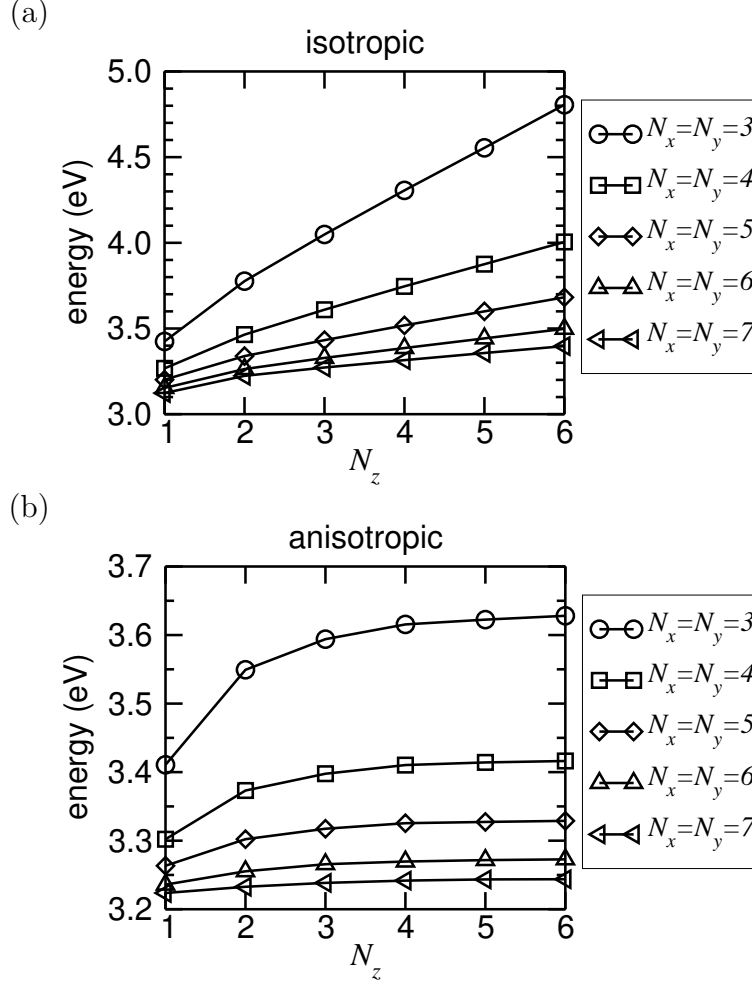 (a)
isotropic
5.0
4.5
4.0
3.5
3.0
energy (eV)
1 2 3 4 5 6
N_z
N_x=N_y=3
N_x=N_y=4
N_x=N_y=5
N_x=N_y=6
N_x=N_y=7
(b)
anisotropic
3.7
3.6
3.5
3.4
3.3
3.2
energy (eV)
1 2 3 4 5 6
N_z
N_x=N_y=3
N_x=N_y=4
N_x=N_y=5
N_x=N_y=6
N_x=N_y=7